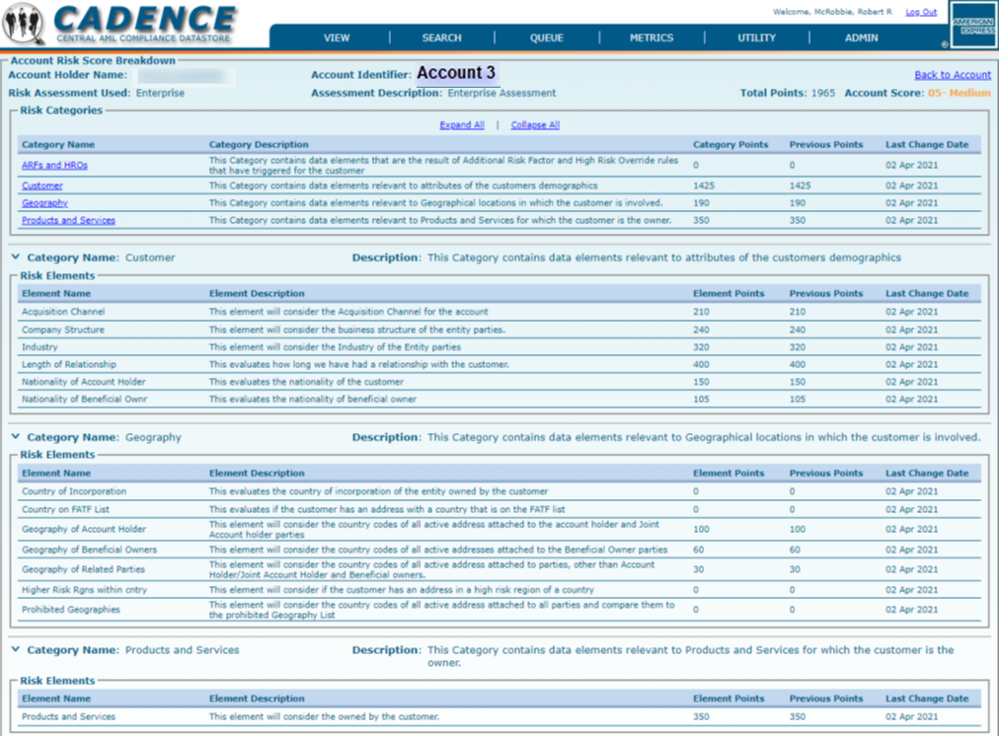 CADENCE
CENTRAL AML COMPLIANCE DATASTORE
Welcome, McRobbie, Robert R Log Out
AMERICAN EXPRESS
®
VIEW | SEARCH | QUEUE | METRICS | UTILITY | ADMIN
Account Risk Score Breakdown
Account Holder Name: Account Identifier: Account 3 Back to Account
Risk Assessment Used: Enterprise Assessment Description: Enterprise Assessment Total Points: 1965 Account Score: 05- Medium
Risk Categories
Expand All | Collapse All
Category Name Category Description Category Points Previous Points Last Change Date
ARFs and HROs This Category contains data elements that are the result of Additional Risk Factor and High Risk Override rules that have triggered for the customer 0 0 02 Apr 2021
Customer This Category contains data elements relevant to attributes of the customers demographics 1425 1425 02 Apr 2021
Geography This Category contains data elements relevant to Geographical locations in which the customer is involved. 190 190 02 Apr 2021
Products and Services This Category contains data elements relevant to Products and Services for which the customer is the owner. 350 350 02 Apr 2021
Category Name: Customer Description: This Category contains data elements relevant to attributes of the customers demographics
Risk Elements
Element Name Element Description Element Points Previous Points Last Change Date
Acquisition Channel This element will consider the Acquisition Channel for the account 210 210 02 Apr 2021
Company Structure This element will consider the business structure of the entity parties. 240 240 02 Apr 2021
Industry This element will consider the Industry of the Entity parties 320 320 02 Apr 2021
Length of Relationship This evaluates how long we have had a relationship with the customer. 400 400 02 Apr 2021
Nationality of Account Holder This evaluates the nationality of the customer 150 150 02 Apr 2021
Nationality of Beneficial Ownr This evaluates the nationality of beneficial owner 105 105 02 Apr 2021
Category Name: Geography Description: This Category contains data elements relevant to Geographical locations in which the customer is involved.
Risk Elements
Element Name Element Description Element Points Previous Points Last Change Date
Country of Incorporation This evaluates the country of incorporation of the entity owned by the customer 0 0 02 Apr 2021
Country on FATF List This evaluates if the customer has an address with a country that is on the FATF list 0 0 02 Apr 2021
Geography of Account Holder This element will consider the country codes of all active address attached to the account holder and Joint Account holder parties 100 100 02 Apr 2021
Geography of Beneficial Owners This element will consider the country codes of all active addresses attached to the Beneficial Owner parties 60 60 02 Apr 2021
Geography of Related Parties This element will consider the country codes of all active address attached to parties, other than Account Holder/Joint Account Holder and Beneficial owners. 30 30 02 Apr 2021
Higher Risk Rgns within cntry This element will consider if the customer has an address in a high risk region of a country 0 0 02 Apr 2021
Prohibited Geographies This element will consider the country codes of all active address attached to all parties and compare them to the prohibited Geography List 0 0 02 Apr 2021
Category Name: Products and Services Description: This Category contains data elements relevant to Products and Services for which the customer is the owner.
Risk Elements
Element Name Element Description Element Points Previous Points Last Change Date
Products and Services This element will consider the owned by the customer. 350 350 02 Apr 2021